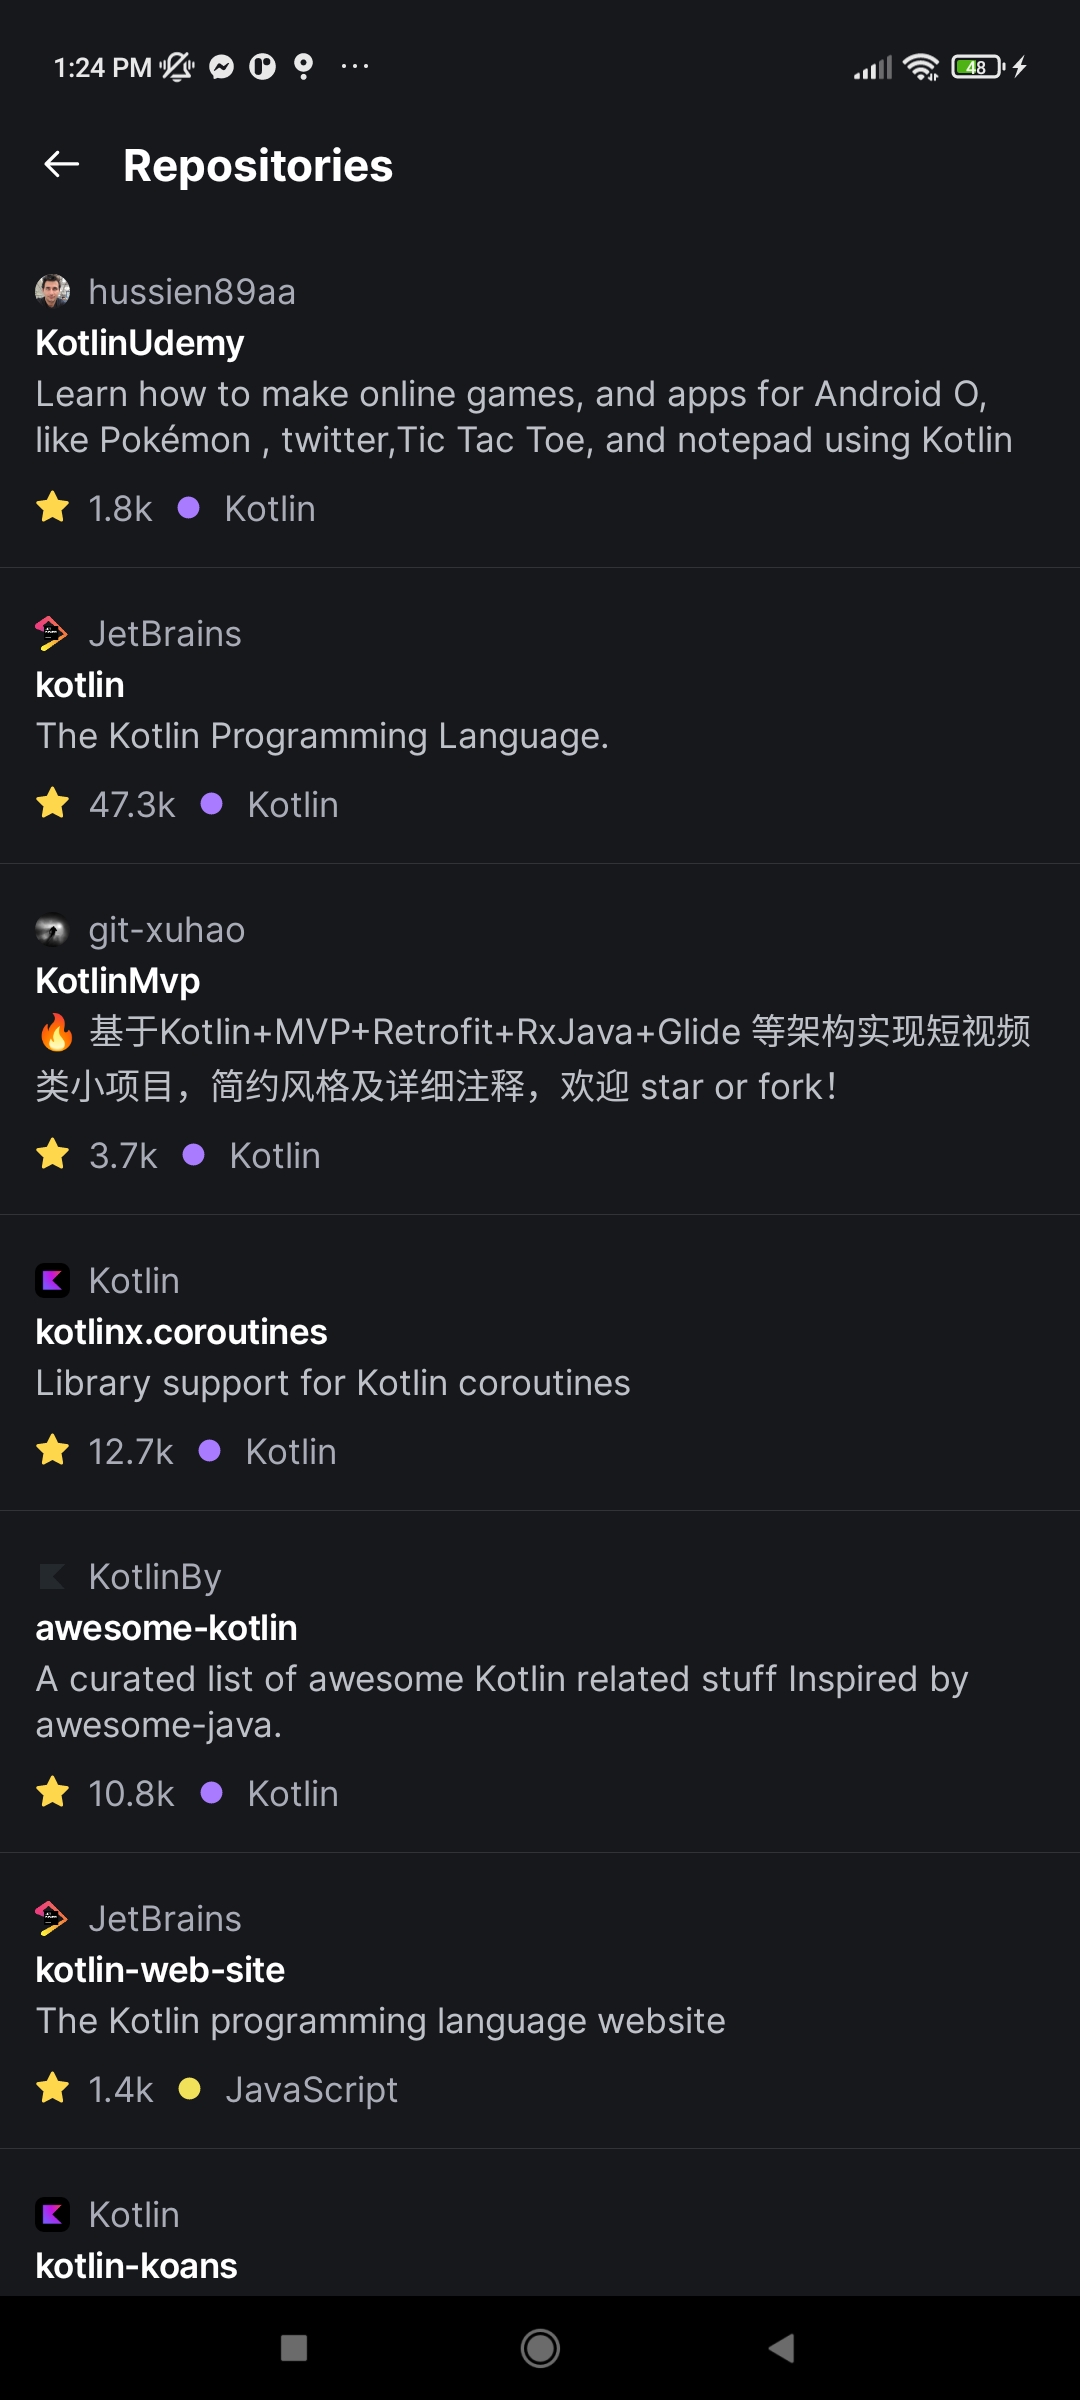 1:24 PM
48
Repositories
hussien89aa
KotlinUdemy
Learn how to make online games, and apps for Android O,
like Pokémon , twitter,Tic Tac Toe, and notepad using Kotlin
1.8k Kotlin
JetBrains
kotlin
The Kotlin Programming Language.
47.3k Kotlin
git-xuhao
KotlinMvp
🔥 基于Kotlin+MVP+Retrofit+RxJava+Glide 等架构实现短视频
类小项目，简约风格及详细注释，欢迎 star or fork！
3.7k Kotlin
Kotlin
kotlinx.coroutines
Library support for Kotlin coroutines
12.7k Kotlin
KotlinBy
awesome-kotlin
A curated list of awesome Kotlin related stuff Inspired by
awesome-java.
10.8k Kotlin
JetBrains
kotlin-web-site
The Kotlin programming language website
1.4k JavaScript
Kotlin
kotlin-koans